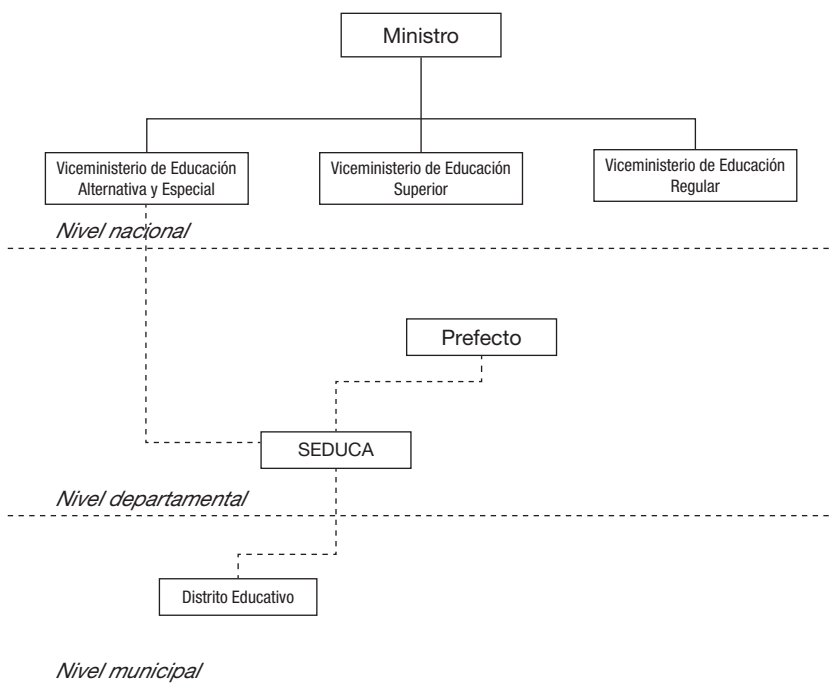 Ministro
Viceministerio de Educación
Alternativa y Especial
Viceministerio de Educación
Superior
Viceministerio de Educación
Regular
Nivel nacional
Prefecto
SEDUCA
Nivel departamental
Distrito Educativo
Nivel municipal